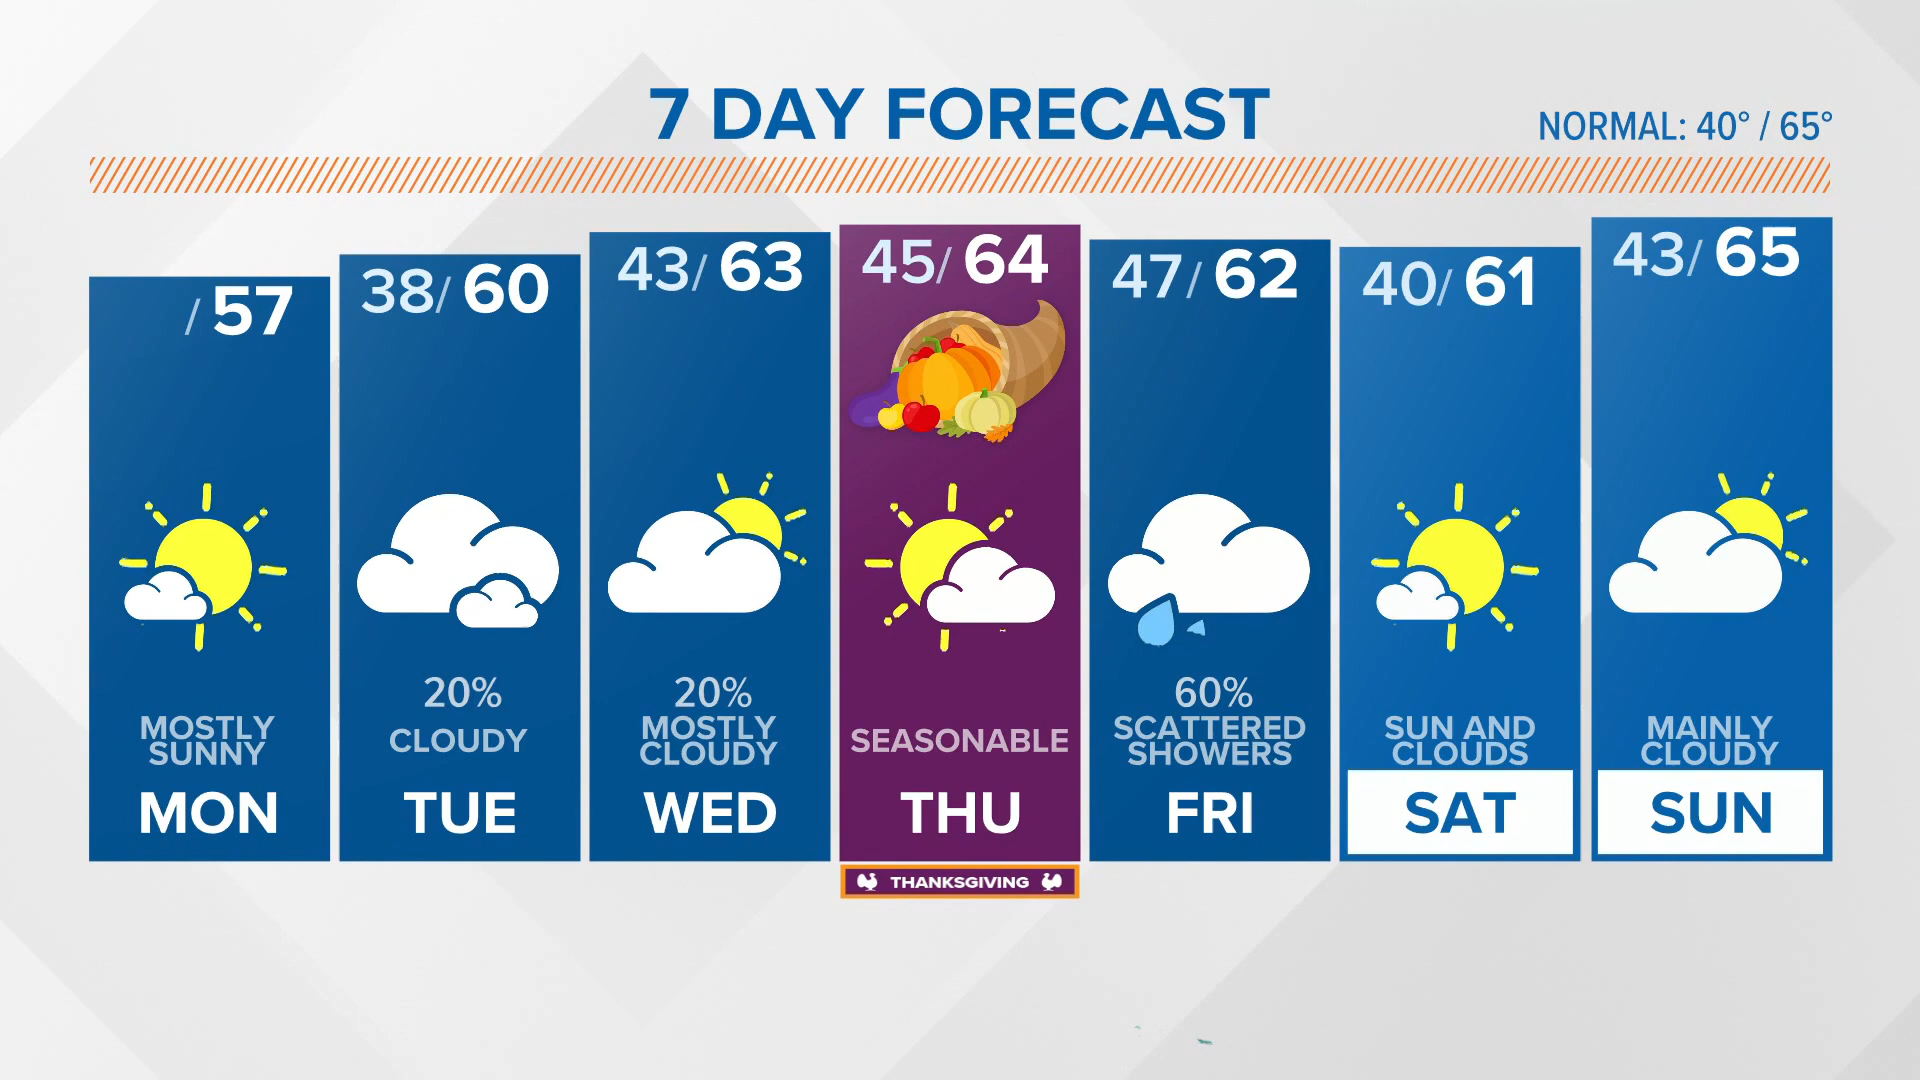 7 DAY FORECAST
NORMAL: 40° / 65°
/ 57
MOSTLY
SUNNY
MON
38/ 60
20%
CLOUDY
TUE
43/ 63
20%
MOSTLY
CLOUDY
WED
45/ 64
SEASONABLE
THU
THANKSGIVING
47/ 62
60%
SCATTERED
SHOWERS
FRI
40/ 61
SUN AND
CLOUDS
SAT
43/ 65
MAINLY
CLOUDY
SUN